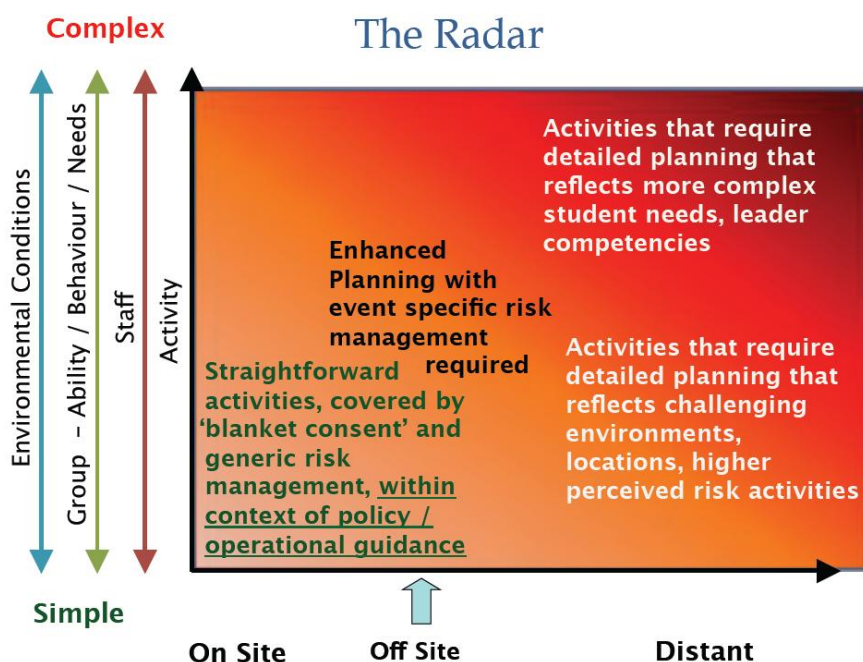 Complex
The Radar
Environmental Conditions
Group - Ability / Behaviour / Needs
Staff
Activity
Activities that require
detailed planning that
reflects more complex
student needs, leader
competencies
Enhanced
Planning with
event specific risk
management
required
Straightforward
activities, covered by
‘blanket consent’ and
generic risk
management, within
context of policy /
operational guidance
Activities that require
detailed planning that
reflects challenging
environments,
locations, higher
perceived risk activities
Simple
On Site
Off Site
Distant